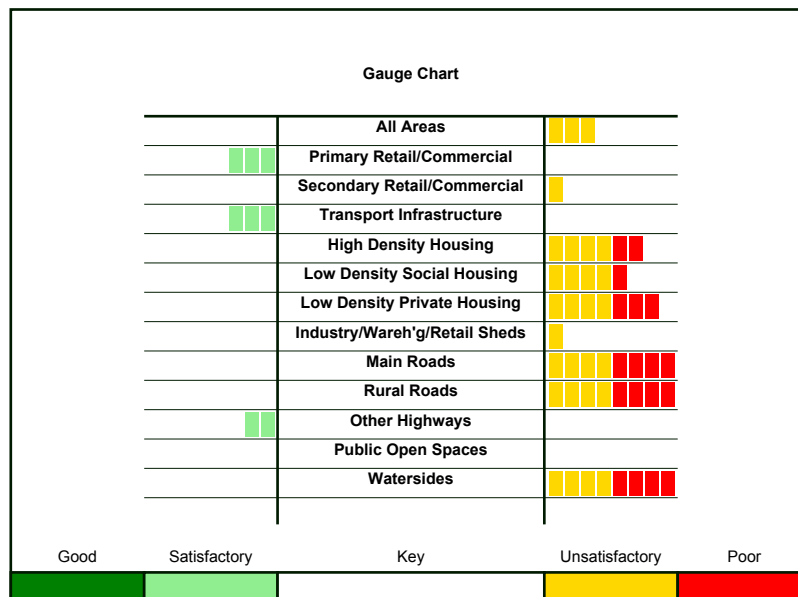 Gauge Chart
All Areas
Primary Retail/Commercial
Secondary Retail/Commercial
Transport Infrastructure
High Density Housing
Low Density Social Housing
Low Density Private Housing
Industry/Wareh'g/Retail Sheds
Main Roads
Rural Roads
Other Highways
Public Open Spaces
Watersides
Good Satisfactory Key Unsatisfactory Poor